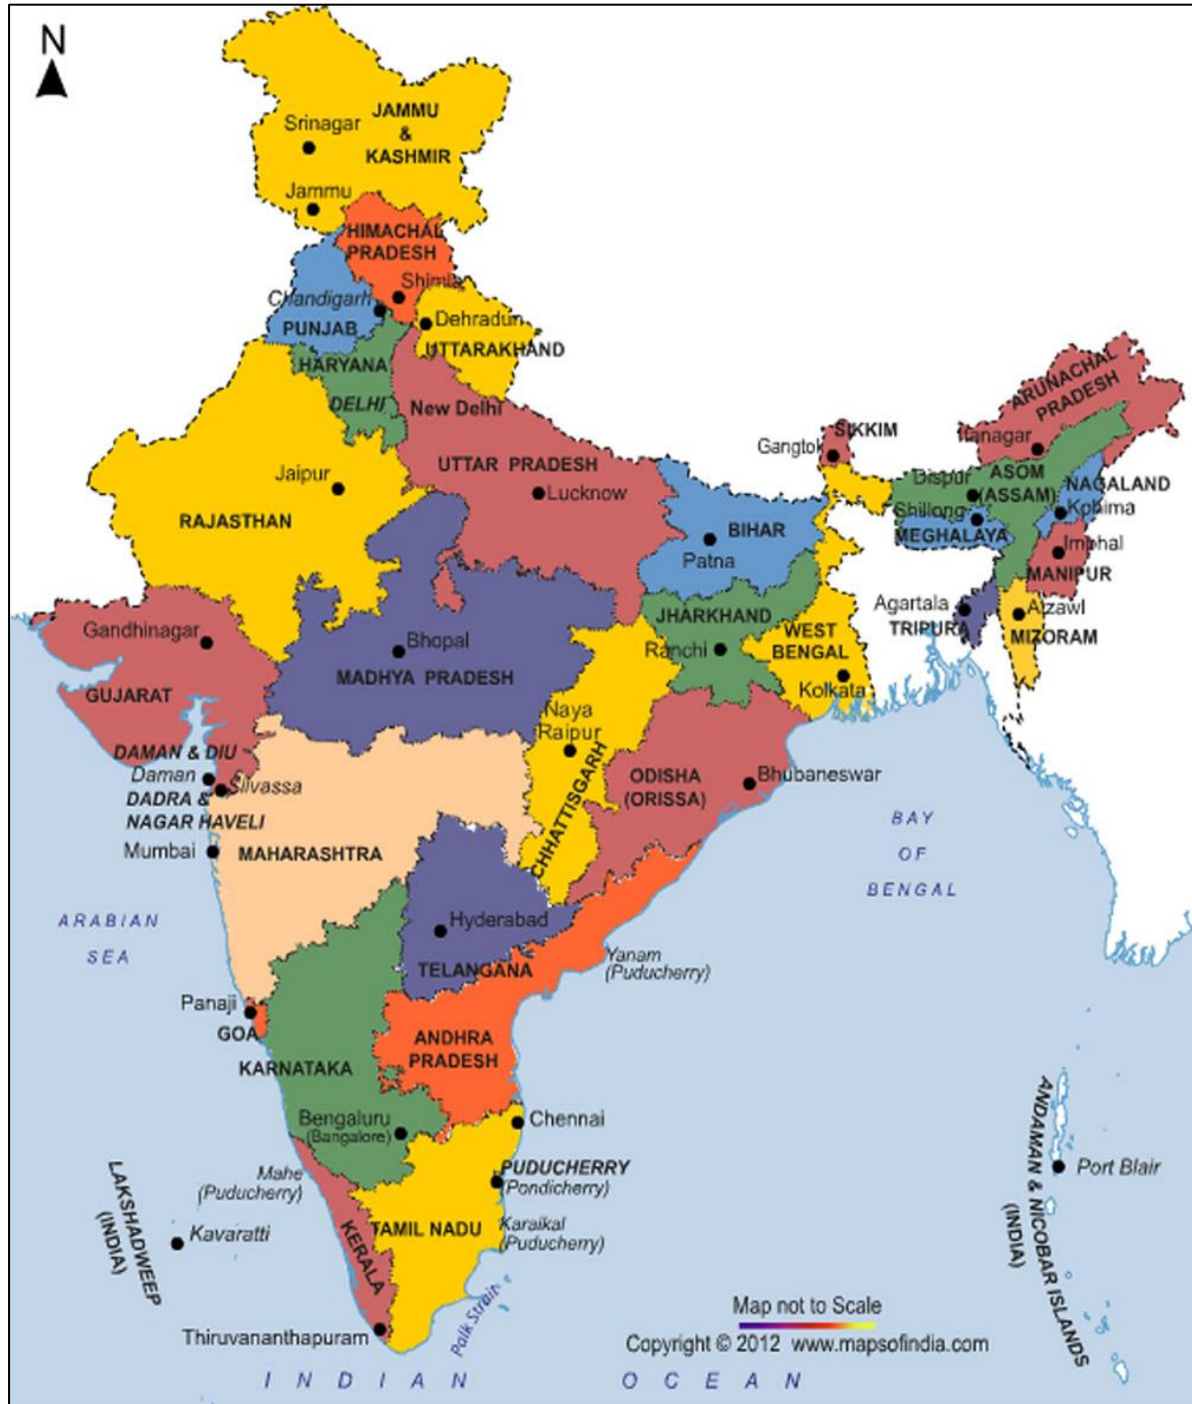 N
JAMMU
&
KASHMIR
Srinagar
Jammu
HIMACHAL
PRADESH
Shimla
Chandigarh
PUNJAB
Dehradun
UTTARAKHAND
HARYANA
DELHI
New Delhi
ARUNACHAL
PRADESH
Itanagar
SIKKIM
Gangtok
UTTAR PRADESH
Lucknow
Jaipur
RAJASTHAN
Dispur
ASOM
(ASSAM)
NAGALAND
Kohima
Shillong
MEGHALAYA
Imphal
MANIPUR
BIHAR
Patna
Agartala
TRIPURA
Aizawl
MIZORAM
JHARKHAND
Ranchi
WEST
BENGAL
Kolkata
Gandhinagar
GUJARAT
Bhopal
MADHYA PRADESH
Naya
Raipur
CHHATTISGARH
ODISHA
(ORISSA)
Bhubaneswar
DAMAN & DIU
Daman
Silvassa
DADRA &
NAGAR HAVELI
Mumbai
MAHARASHTRA
BAY
OF
BENGAL
ARABIAN
SEA
Hyderabad
TELANGANA
Yanam
(Puducherry)
Panaji
GOA
KARNATAKA
ANDHRA
PRADESH
Bengaluru
(Bangalore)
Chennai
Mahe
(Puducherry)
PUDUCHERRY
(Pondicherry)
Karaikal
(Puducherry)
TAMIL NADU
KERALA
LAKSHADWEEP
(INDIA)
Kavaratti
ANDAMAN & NICOBAR ISLANDS
(INDIA)
Port Blair
Thiruvananthapuram
Palk Strait
Map not to Scale
Copyright © 2012 www.mapsofindia.com
INDIAN OCEAN